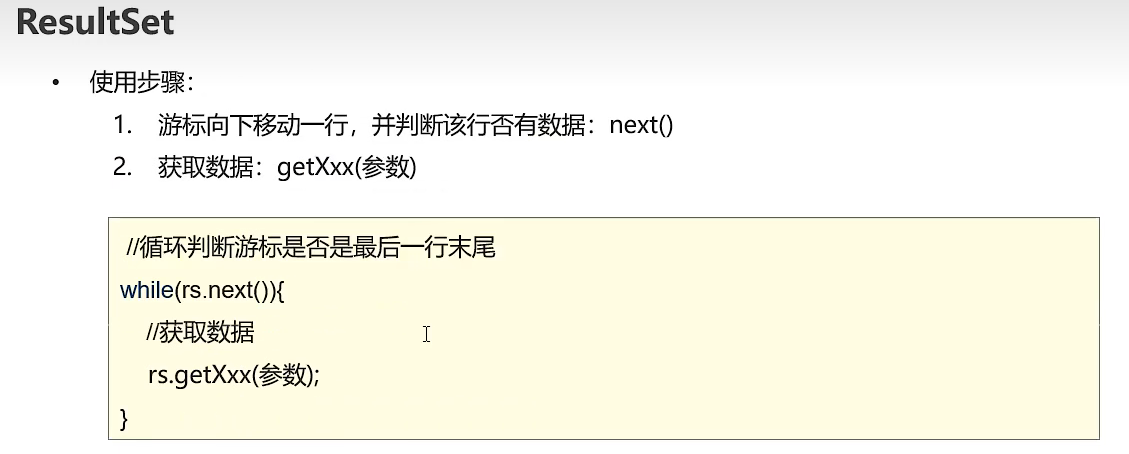 ResultSet
• 使用步骤：
1. 游标向下移动一行，并判断该行否有数据：next()
2. 获取数据：getXxx(参数)
//循环判断游标是否是最后一行末尾
while(rs.next()){
//获取数据
rs.getXxx(参数);
}